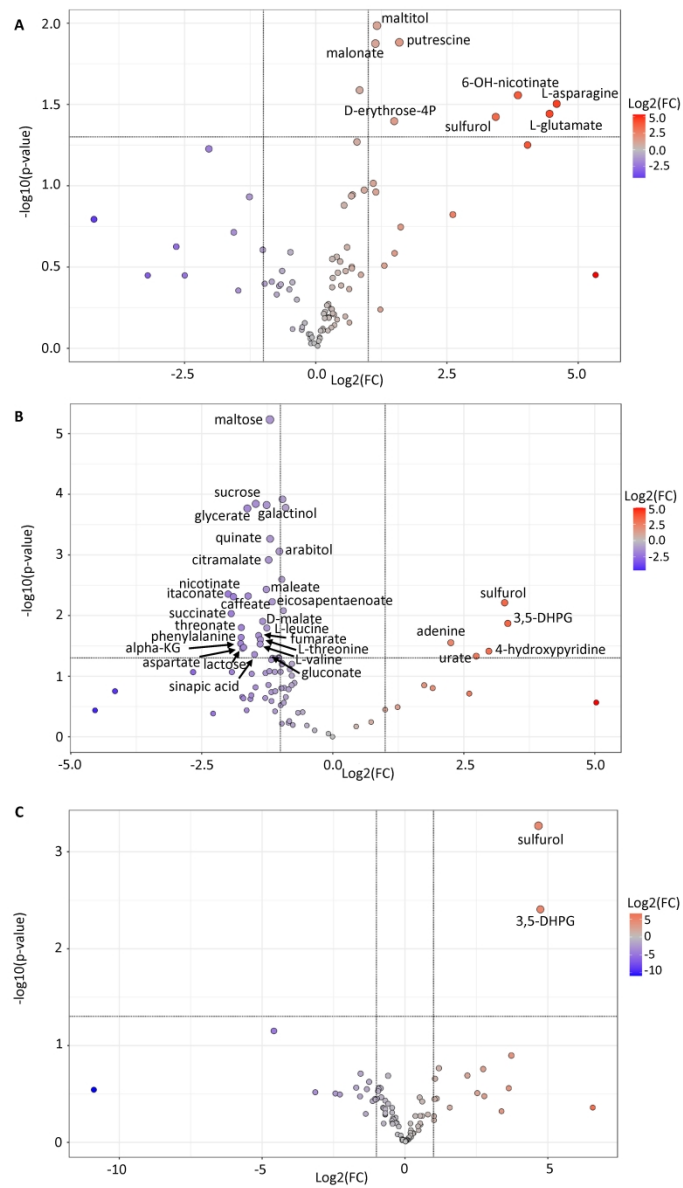 A
2.0
1.5
1.0
0.5
0.0
-log10(p-value)
maltitol
putrescine
malonate
6-OH-nicotinate
L-asparagine
D-erythrose-4P
sulfurol
L-glutamate
-2.5
0.0
2.5
5.0
Log2(FC)
Log2(FC)
5.0
2.5
0.0
-2.5
B
5
4
3
2
1
0
-log10(p-value)
maltose
sucrose
glycerate
galactinol
quinate
arabitol
citramalate
nicotinate
maleate
itaconate
eicosapentaenoate
caffeate
succinate
D-malate
threonate
L-leucine
phenylalanine
fumarate
alpha-KG
L-threonine
aspartate
lactose
L-valine
gluconate
sinapic acid
sulfurol
3,5-DHPG
adenine
4-hydroxypyridine
urate
-5.0
-2.5
0.0
2.5
5.0
Log2(FC)
Log2(FC)
5.0
2.5
0.0
-2.5
C
3
2
1
0
-log10(p-value)
sulfurol
3,5-DHPG
-10
-5
0
5
Log2(FC)
Log2(FC)
5
0
-5
-10